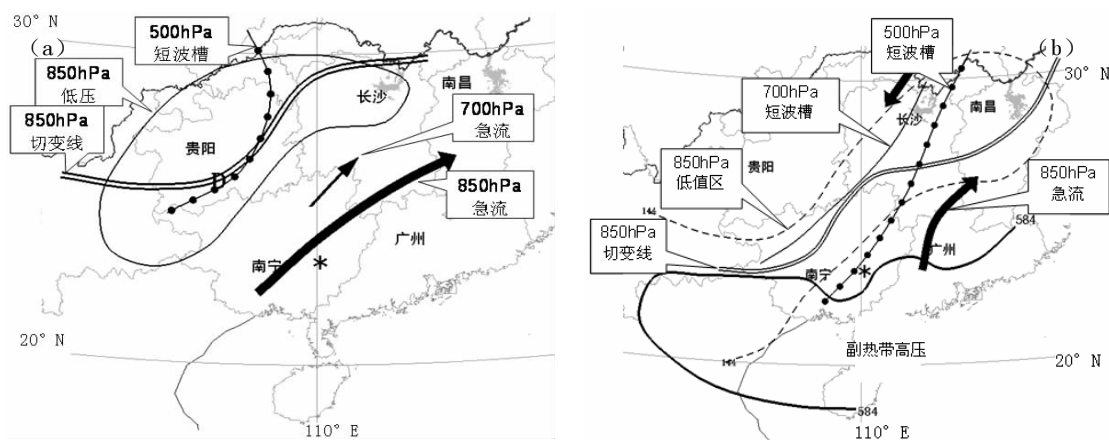 (a)
30° N
500hPa
短波槽
850hPa
低压
850hPa
切变线
长沙
南昌
700hPa
急流
贵阳
D
850hPa
急流
广州
南宁
*
20° N
110° E
(b)
500hPa
短波槽
30° N
700hPa
短波槽
长沙
南昌
850hPa
低值区
贵阳
850hPa
急流
144
584
850hPa
切变线
广州
南宁
*
144
副热带高压
20° N
584
110° E